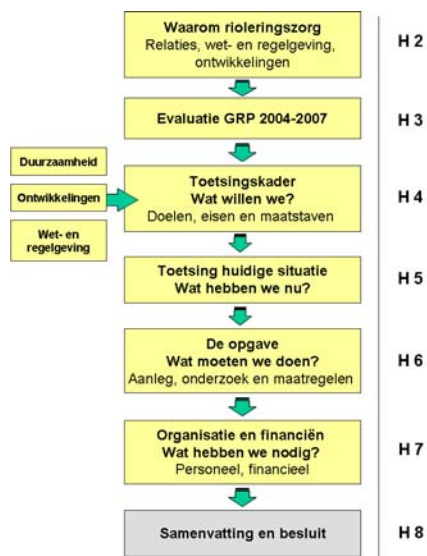 Waarom rioleringszorg
Relaties, wet- en regelgeving,
ontwikkelingen
H 2
Evaluatie GRP 2004-2007
H 3
Duurzaamheid
Ontwikkelingen
Wet- en
regelgeving
Toetsingskader
Wat willen we?
Doelen, eisen en maatstaven
H 4
Toetsing huidige situatie
Wat hebben we nu?
H 5
De opgave
Wat moeten we doen?
Aanleg, onderzoek en maatregelen
H 6
Organisatie en financiën
Wat hebben we nodig?
Personeel, financieel
H 7
Samenvatting en besluit
H 8